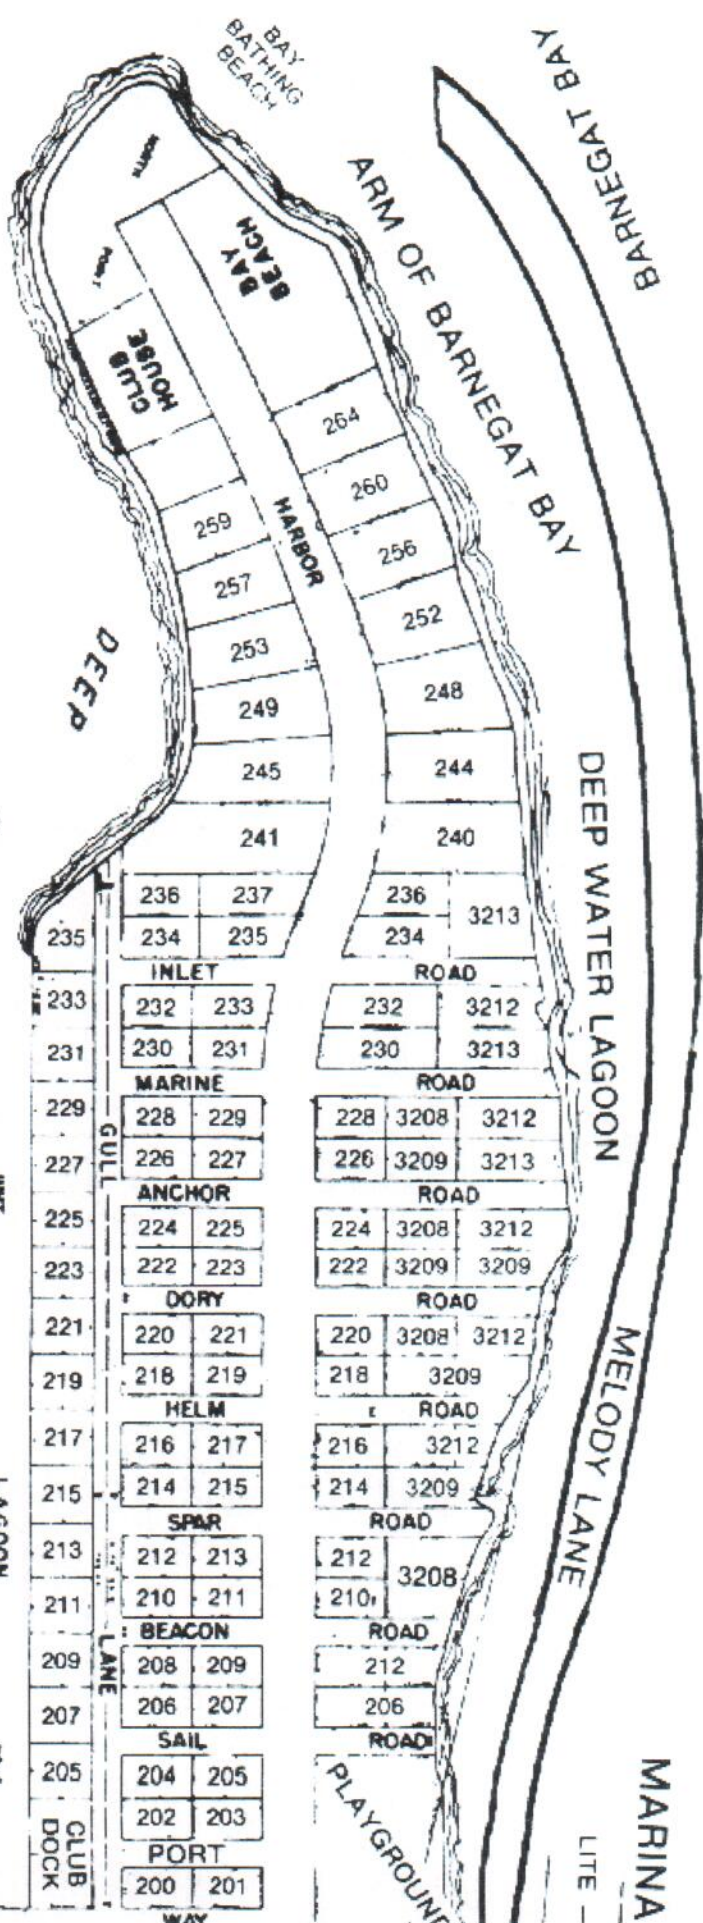 BAY
BATHING
BEACH
BARNEGAT BAY
NORTH
POINT
BAY
BEACH
ARM OF BARNEGAT BAY
CLUB
HOUSE
HARBOR
264
260
259
256
257
252
253
248
249
DEEP
245
244
241
240
DEEP WATER LAGOON
236 237 236
3213
235 234 235 234
INLET ROAD
233 232 233 232 3212
231 230 231 230 3213
MARINE ROAD
229 228 229 228 3208 3212
GULL
227 226 227 226 3209 3213
ANCHOR ROAD
225 224 225 224 3208 3212
223 222 223 222 3209 3209
DORY ROAD
221 220 221 220 3208 3212
219 218 219 218 3209
MELODY LANE
HELM ROAD
217 216 217 216 3212
215 214 215 214 3209
SPAR ROAD
LAGOON
213 212 213 212
3208
211 210 211 210
BEACON ROAD
209 208 209 212
LANE
207 206 207 206
SAIL ROAD
205 204 205
202 203
PLAYGROUND
MARINA
LITE
CLUB
DOCK
PORT
200 201
WAY